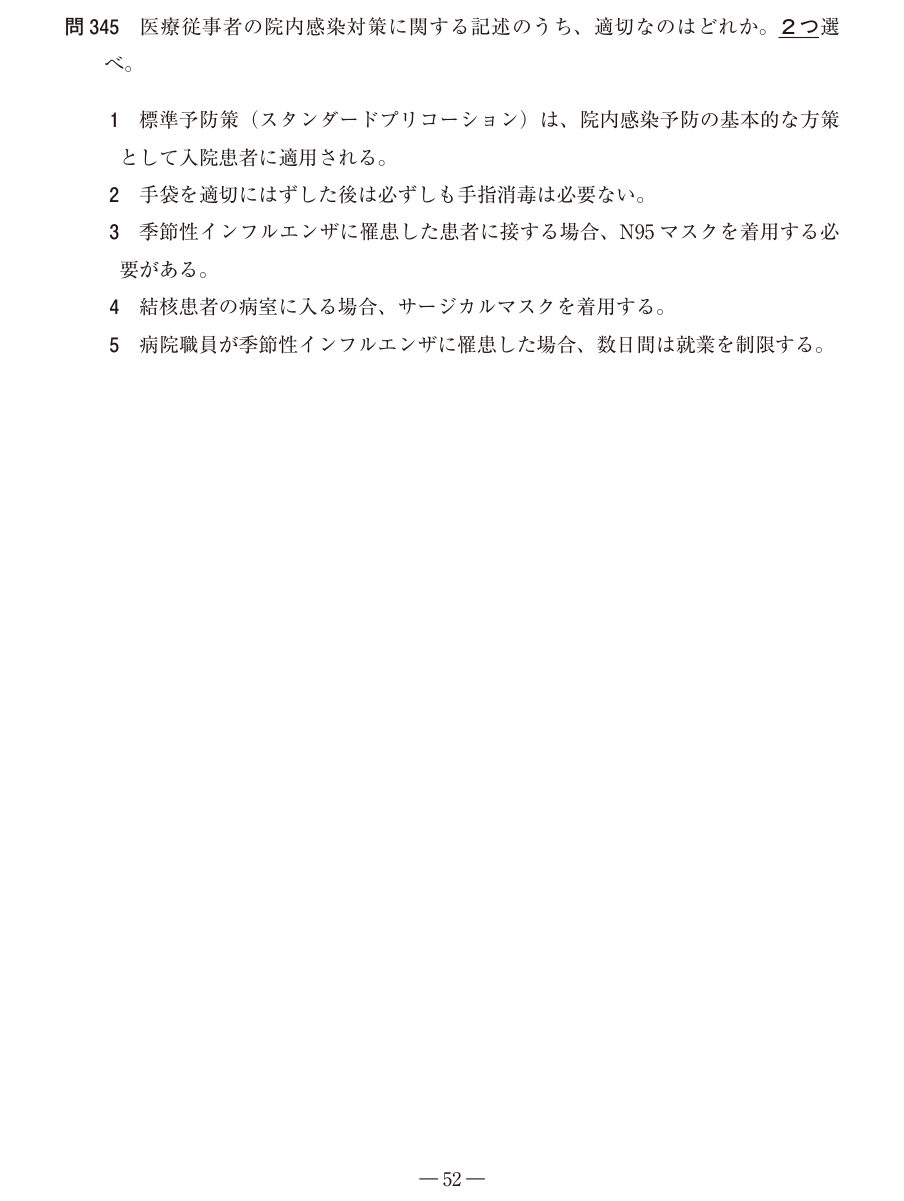 問 345　医療従事者の院内感染対策に関する記述のうち、適切なのはどれか。２つ選
べ。
1　標準予防策（スタンダードプリコーション）は、院内感染予防の基本的な方策
として入院患者に適用される。
2　手袋を適切にはずした後は必ずしも手指消毒は必要ない。
3　季節性インフルエンザに罹患した患者に接する場合、N95 マスクを着用する必
要がある。
4　結核患者の病室に入る場合、サージカルマスクを着用する。
5　病院職員が季節性インフルエンザに罹患した場合、数日間は就業を制限する。
― 52 ―